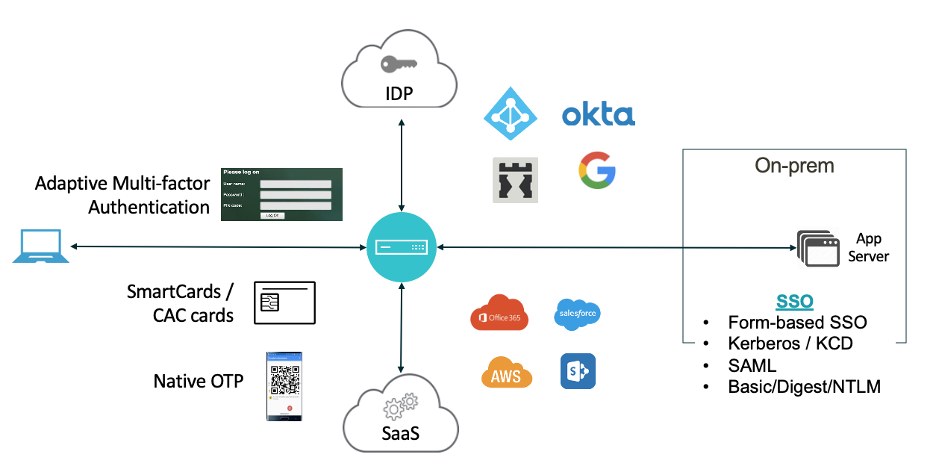 IDP
okta
On-prem
Adaptive Multi-factor
Authentication
Please log on
User name:
Password:
PIN code:
Log On
App
Server
SmartCards /
CAC cards
Office 365
salesforce
SSO
• Form-based SSO
• Kerberos / KCD
• SAML
• Basic/Digest/NTLM
Native OTP
AWS
S
SaaS